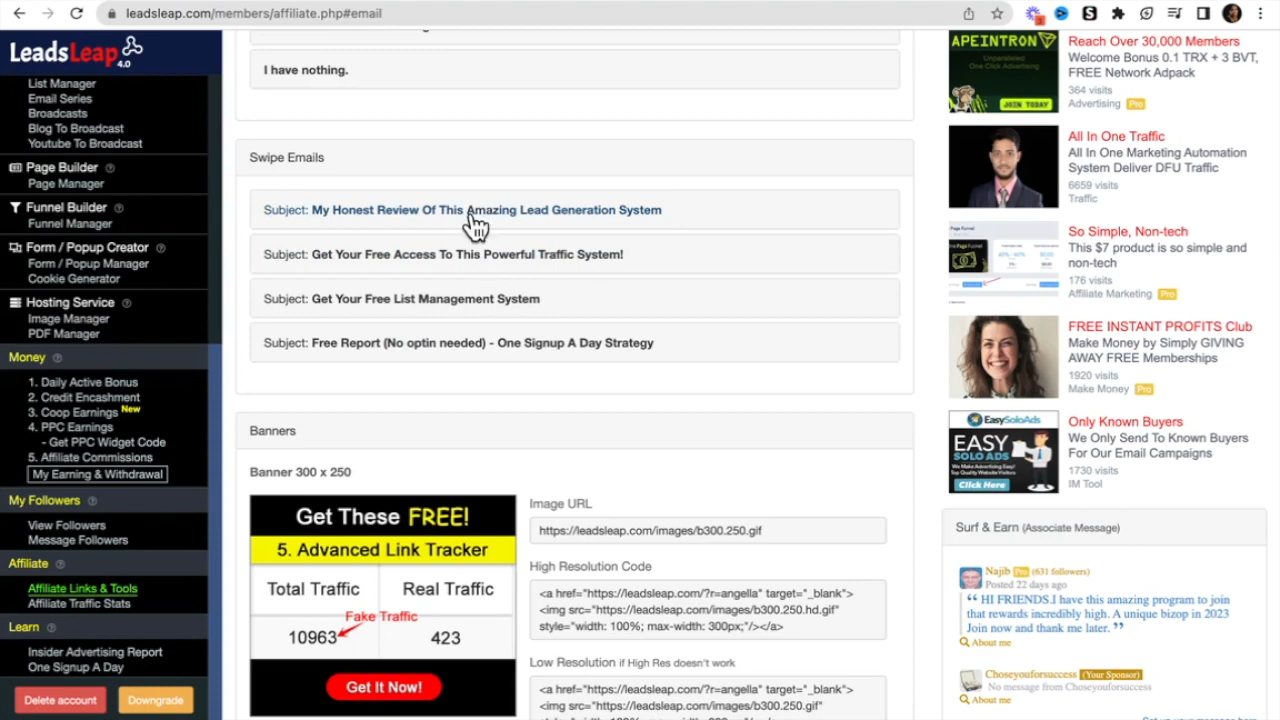 leadsleap.com/members/affiliate.php#email
LeadsLeap 4.0
List Manager
Email Series
Broadcasts
Blog To Broadcast
Youtube To Broadcast
Page Builder
Page Manager
Funnel Builder
Funnel Manager
Form / Popup Creator
Form / Popup Manager
Cookie Generator
Hosting Service
Image Manager
PDF Manager
Money
1. Daily Active Bonus
2. Credit Encashment
3. Coop Earnings New
4. PPC Earnings
- Get PPC Widget Code
5. Affiliate Commissions
My Earning & Withdrawal
My Followers
View Followers
Message Followers
Affiliate
Affiliate Links & Tools
Affiliate Traffic Stats
Learn
Insider Advertising Report
One Signup A Day
Delete account
Downgrade
I have nothing.
Swipe Emails
Subject: My Honest Review Of This Amazing Lead Generation System
Subject: Get Your Free Access To This Powerful Traffic System!
Subject: Get Your Free List Management System
Subject: Free Report (No optin needed) - One Signup A Day Strategy
Banners
Banner 300 x 250
Get These FREE!
5. Advanced Link Tracker
Total Traffic Real Traffic
Fake Traffic
10963 423
Get It Now!
Image URL
https://leadsleap.com/images/b300.250.gif
High Resolution Code
<a href="https://leadsleap.com/?r=angella" target="_blank">
<img src="https://leadsleap.com/images/b300.250.hd.gif"
style="width: 100%; max-width: 300px;"/></a>
Low Resolution if High Res doesn't work
<a href="https://leadsleap.com/?r=angella" target="_blank">
<img src="https://leadsleap.com/images/b300.250.gif"
APEINTRON
Unparalleled
One Click Advertising
JOIN TODAY
Reach Over 30,000 Members
Welcome Bonus 0.1 TRX + 3 BVT,
FREE Network Adpack
364 visits
Advertising Pro
All In One Traffic
All In One Marketing Automation
System Deliver DFU Traffic
6659 visits
Traffic
So Simple, Non-tech
This $7 product is so simple and
non-tech
176 visits
Affiliate Marketing Pro
FREE INSTANT PROFITS Club
Make Money by Simply GIVING
AWAY FREE Memberships
1920 visits
Make Money Pro
EasySoloAds
EASY
SOLO ADS
Click Here
Only Known Buyers
We Only Send To Known Buyers
For Our Email Campaigns
1730 visits
IM Tool
Surf & Earn (Associate Message)
Najib Pro (631 followers)
Posted 22 days ago
“ HI FRIENDS.I have this amazing program to join
that rewards incredibly high. A unique bizop in 2023
Join now and thank me later. ”
About me
Choseyouforsuccess (Your Sponsor)
No message from Choseyouforsuccess
About me